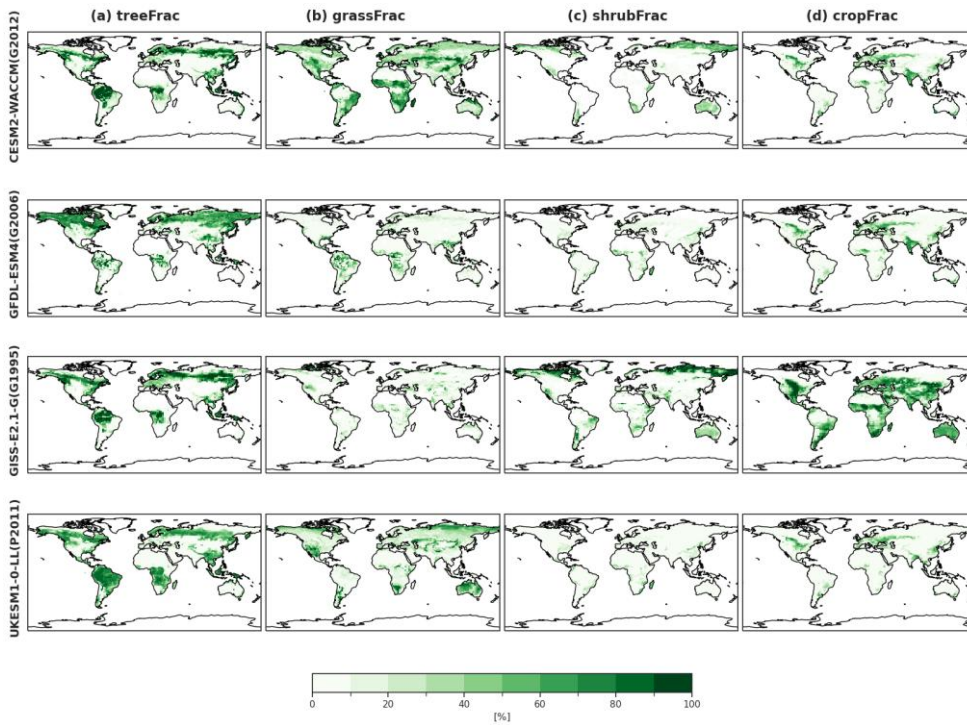 (a) treeFrac (b) grassFrac (c) shrubFrac (d) cropFrac
CESM2-WACCM(G2012)
GFDL-ESM4(G2006)
GISS-E2.1-G(G1995)
UKESM1-0-LL(P2011)
0 20 40 60 80 100
[%]